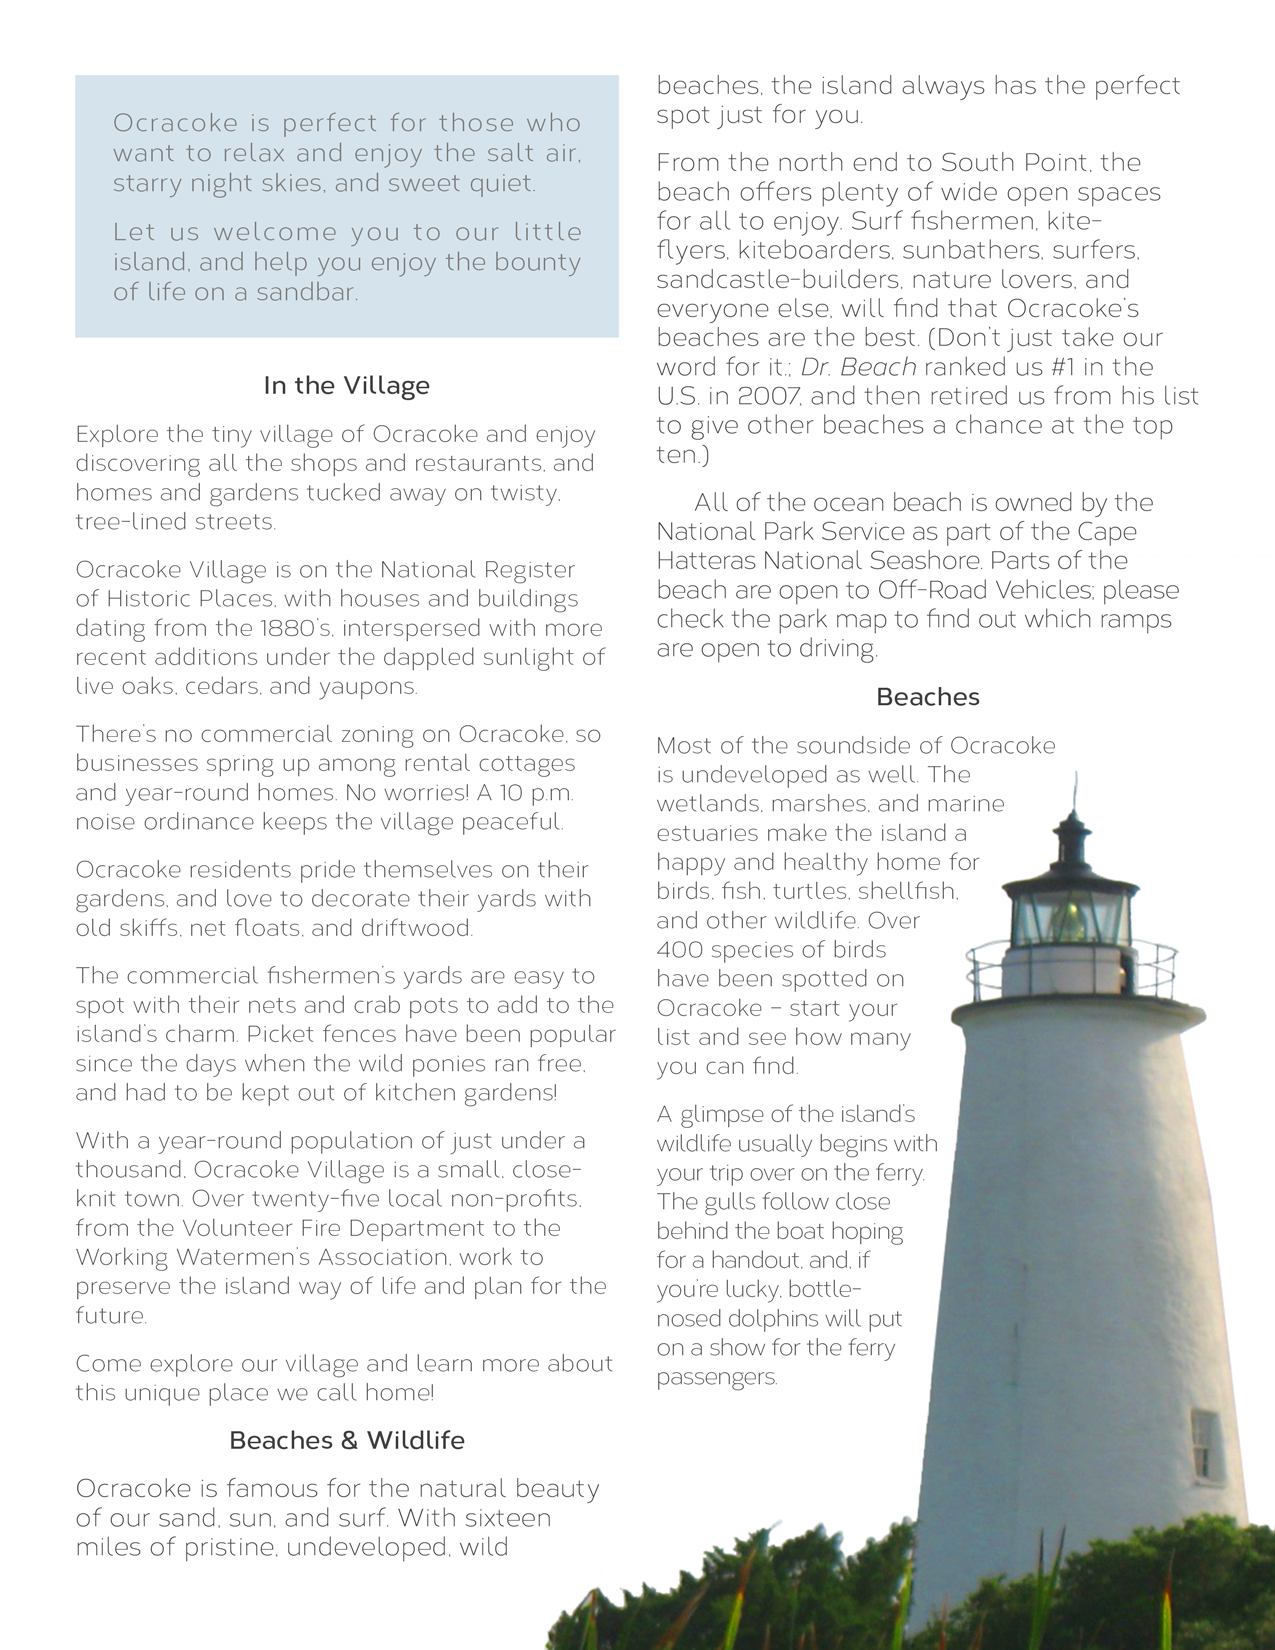 Ocracoke is perfect for those who
want to relax and enjoy the salt air,
starry night skies, and sweet quiet.
Let us welcome you to our little
island, and help you enjoy the bounty
of life on a sandbar.
In the Village
Explore the tiny village of Ocracoke and enjoy
discovering all the shops and restaurants, and
homes and gardens tucked away on twisty,
tree-lined streets.
Ocracoke Village is on the National Register
of Historic Places, with houses and buildings
dating from the 1880's, interspersed with more
recent additions under the dappled sunlight of
live oaks, cedars, and yaupons.
There's no commercial zoning on Ocracoke, so
businesses spring up among rental cottages
and year-round homes. No worries! A 10 p.m.
noise ordinance keeps the village peaceful.
Ocracoke residents pride themselves on their
gardens, and love to decorate their yards with
old skiffs, net floats, and driftwood.
The commercial fishermen's yards are easy to
spot with their nets and crab pots to add to the
island's charm. Picket fences have been popular
since the days when the wild ponies ran free,
and had to be kept out of kitchen gardens!
With a year-round population of just under a
thousand, Ocracoke Village is a small, close-
knit town. Over twenty-five local non-profits,
from the Volunteer Fire Department to the
Working Watermen's Association, work to
preserve the island way of life and plan for the
future.
Come explore our village and learn more about
this unique place we call home!
Beaches & Wildlife
Ocracoke is famous for the natural beauty
of our sand, sun, and surf. With sixteen
miles of pristine, undeveloped, wild
beaches, the island always has the perfect
spot just for you.
From the north end to South Point, the
beach offers plenty of wide open spaces
for all to enjoy. Surf fishermen, kite-
flyers, kiteboarders, sunbathers, surfers,
sandcastle-builders, nature lovers, and
everyone else, will find that Ocracoke's
beaches are the best. (Don't just take our
word for it.; Dr. Beach ranked us #1 in the
U.S. in 2007, and then retired us from his list
to give other beaches a chance at the top
ten.)
All of the ocean beach is owned by the
National Park Service as part of the Cape
Hatteras National Seashore. Parts of the
beach are open to Off-Road Vehicles; please
check the park map to find out which ramps
are open to driving.
Beaches
Most of the soundside of Ocracoke
is undeveloped as well. The
wetlands, marshes, and marine
estuaries make the island a
happy and healthy home for
birds, fish, turtles, shellfish,
and other wildlife. Over
400 species of birds
have been spotted on
Ocracoke – start your
list and see how many
you can find.
A glimpse of the island's
wildlife usually begins with
your trip over on the ferry.
The gulls follow close
behind the boat hoping
for a handout, and, if
you're lucky, bottle-
nosed dolphins will put
on a show for the ferry
passengers.